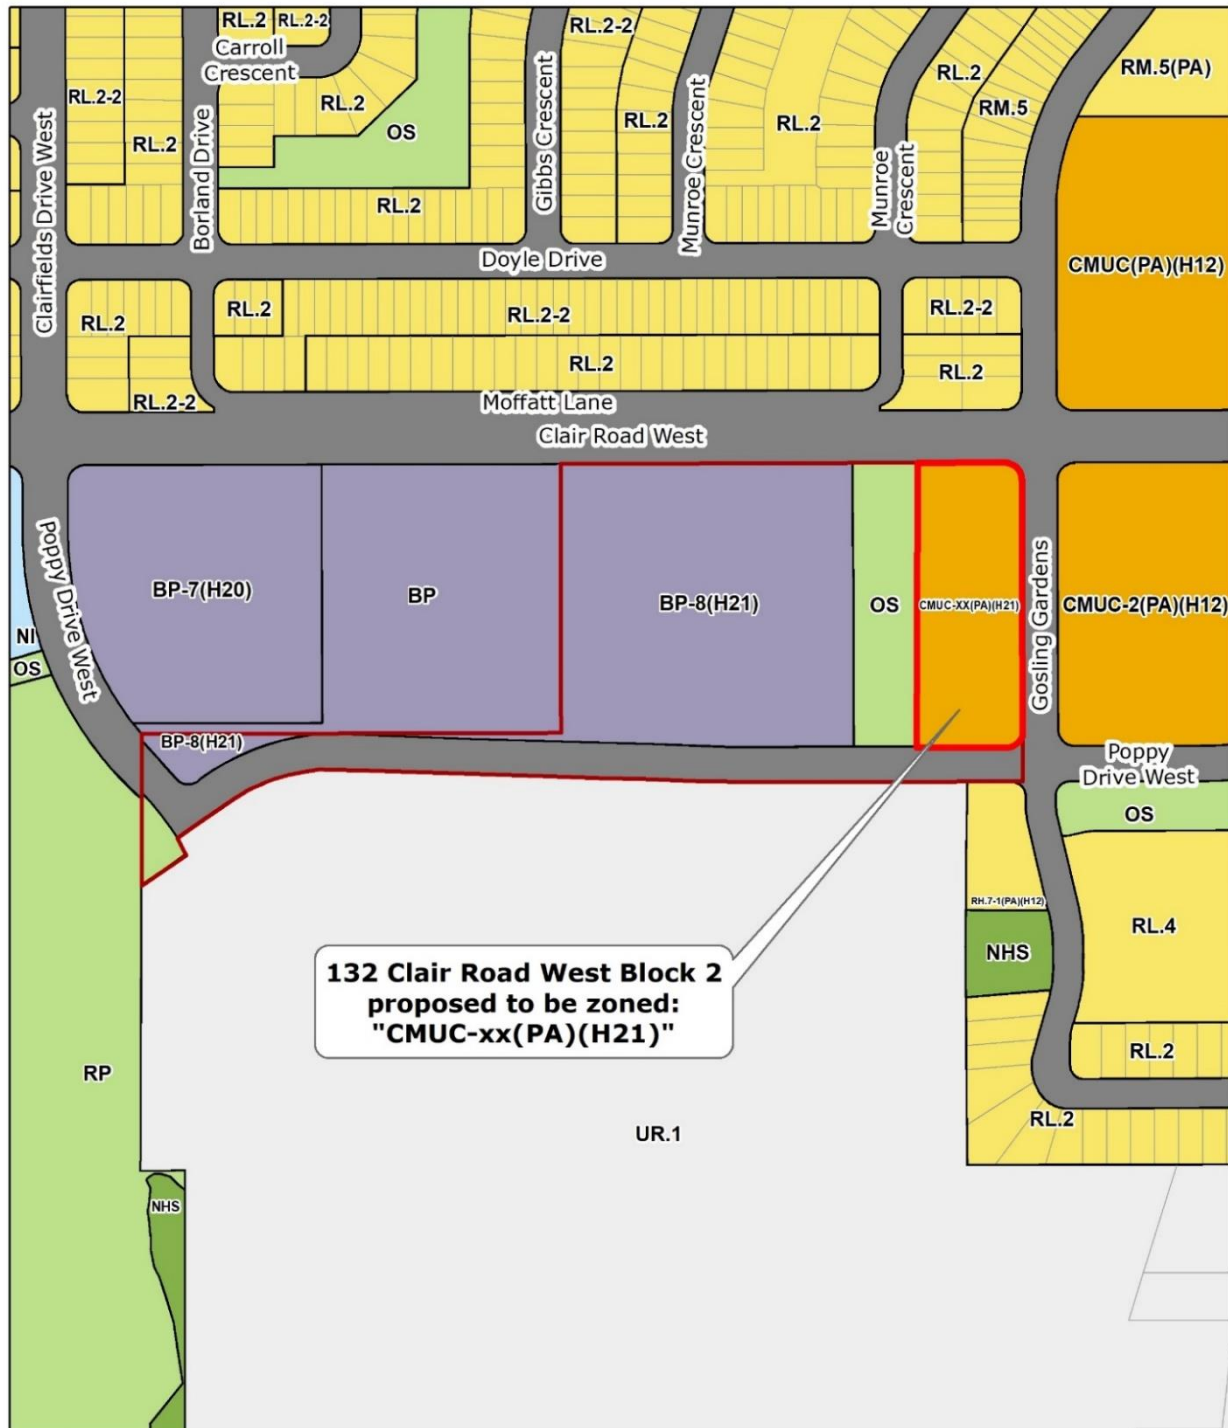 RL.2
RL.2-2
Carroll
Crescent
RL.2-2
RL.2
RL.2-2
RL.2
RL.2
OS
RL.2
Clairfields Drive West
Borland Drive
Gibbs Crescent
RL.2-2
RL.2
Munroe Crescent
RL.2
Munroe
Crescent
RL.2
RM.5
RM.5(PA)
CMUC(PA)(H12)
Doyle Drive
RL.2
RL.2-2
RL.2
RL.2-2
RL.2
RL.2-2
RL.2
Moffatt Lane
Clair Road West
Poppy Drive West
BP-7(H20)
BP
BP-8(H21)
OS
CMUC-XX(PA)(H21)
Gosling Gardens
CMUC-2(PA)(H12)
NI
OS
BP-8(H21)
Poppy
Drive West
OS
RH.7-1(PA)(H12)
RL.4
NHS
RL.2
RL.2
132 Clair Road West Block 2
proposed to be zoned:
"CMUC-xx(PA)(H21)"
RP
UR.1
NHS